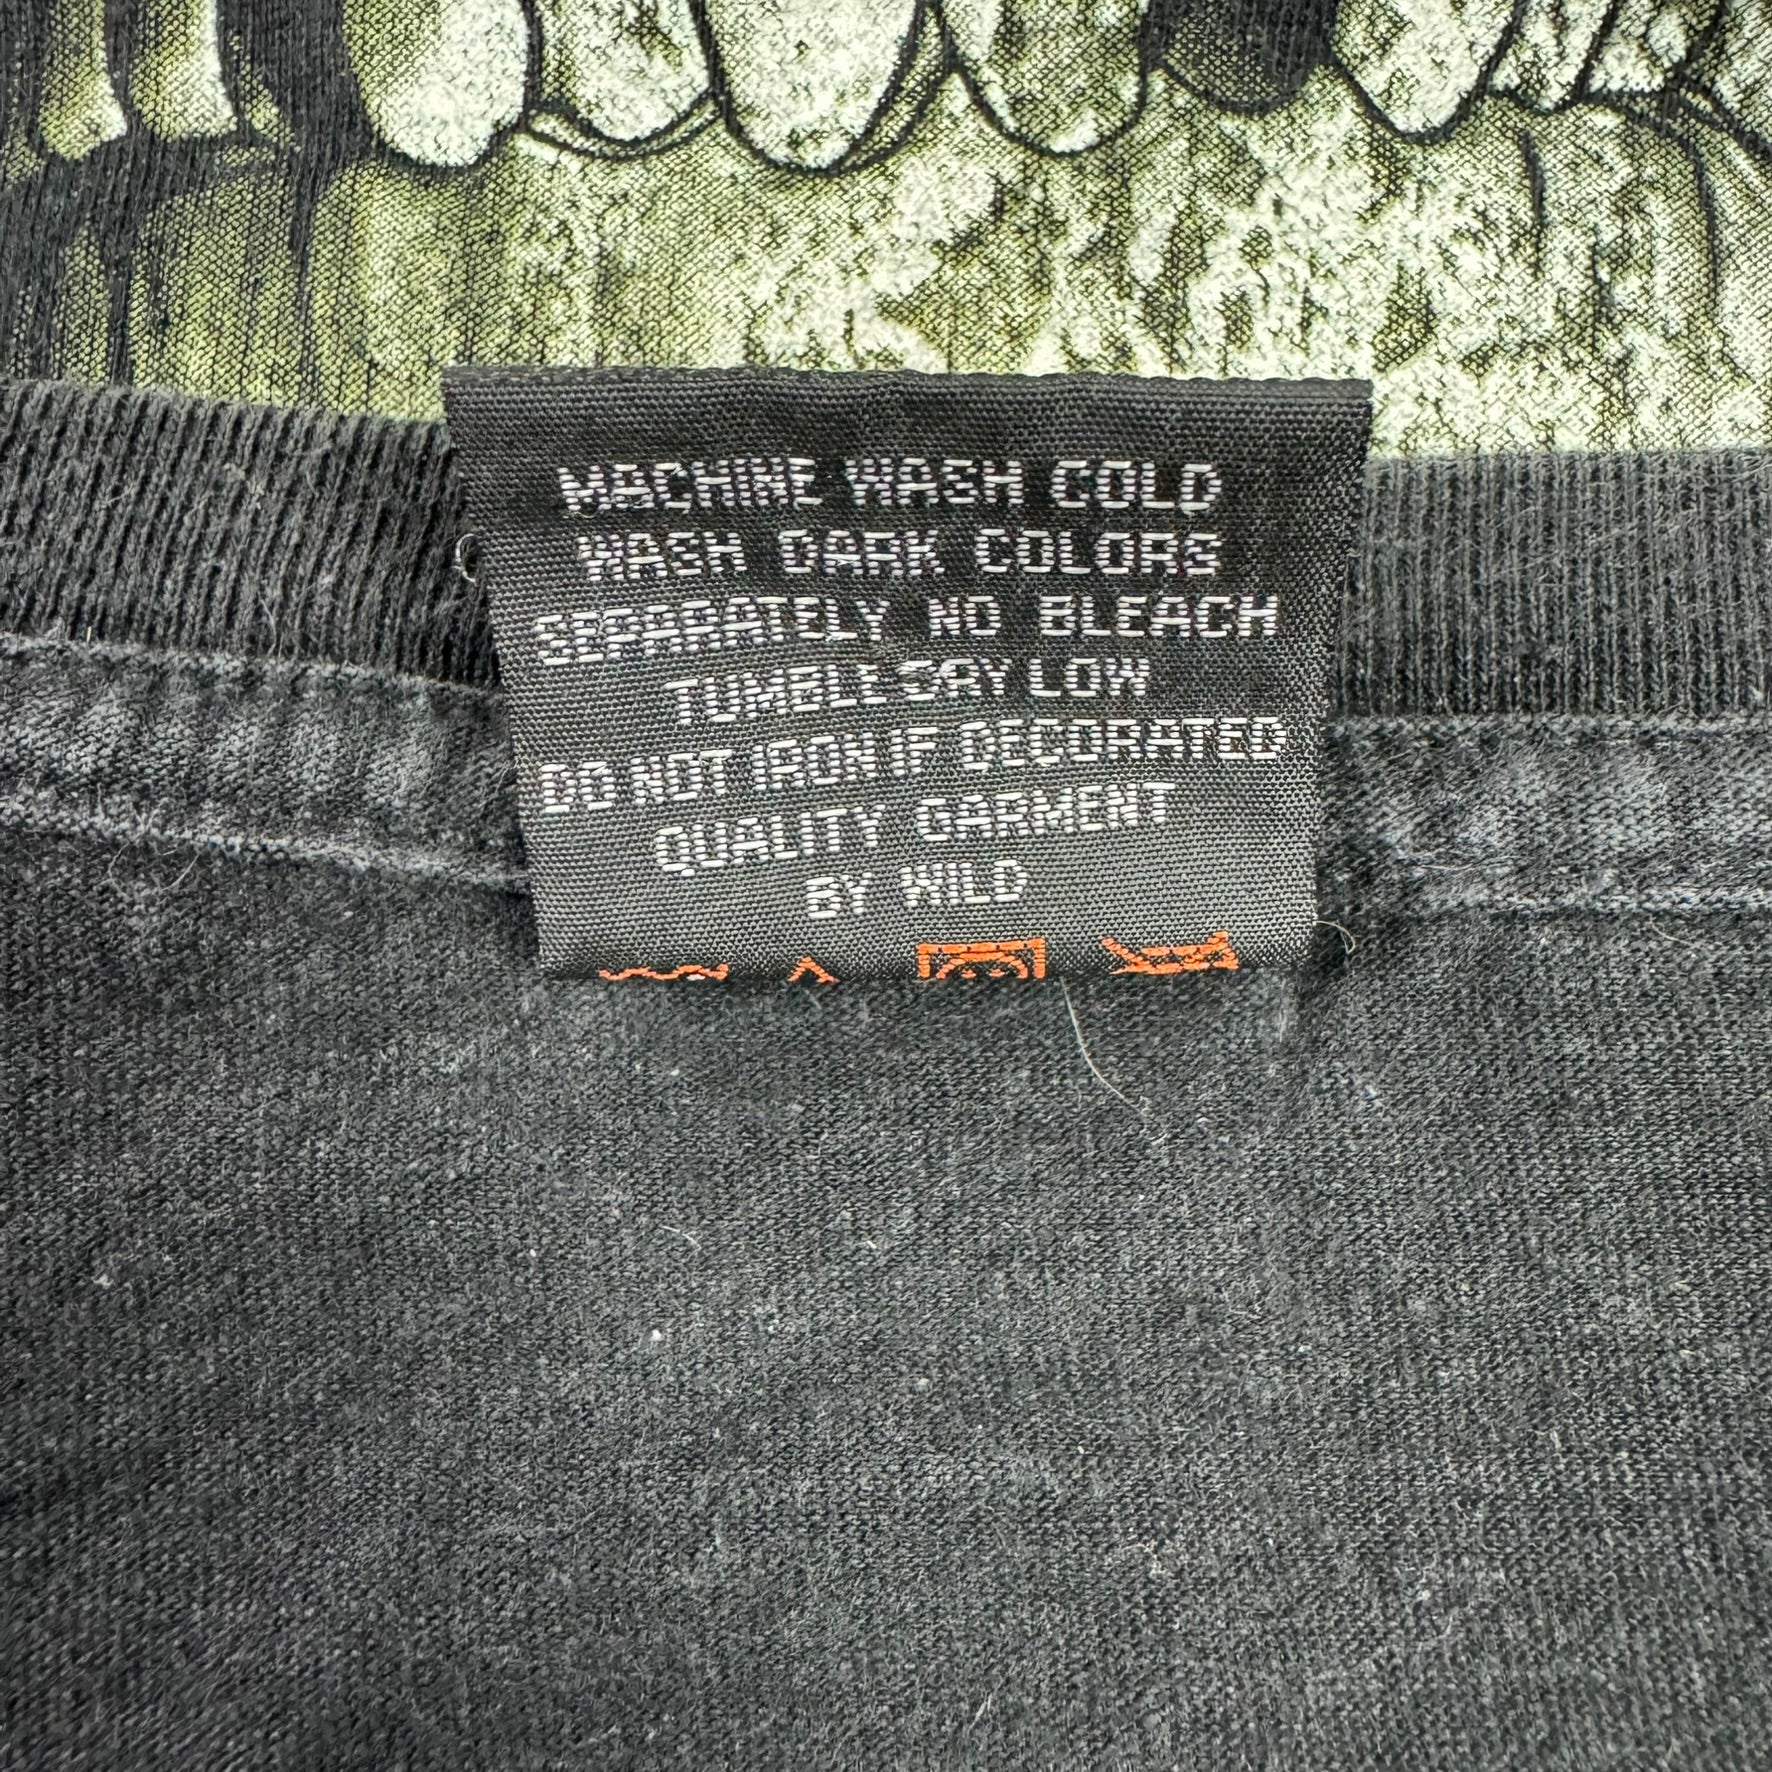 MACHINE WASH COLD
WASH DARK COLORS
SEPARATELY NO BLEACH
TUMBLE SRY LOW
DO NOT IRON IF DECORATED
QUALITY GARMENT
BY WILD